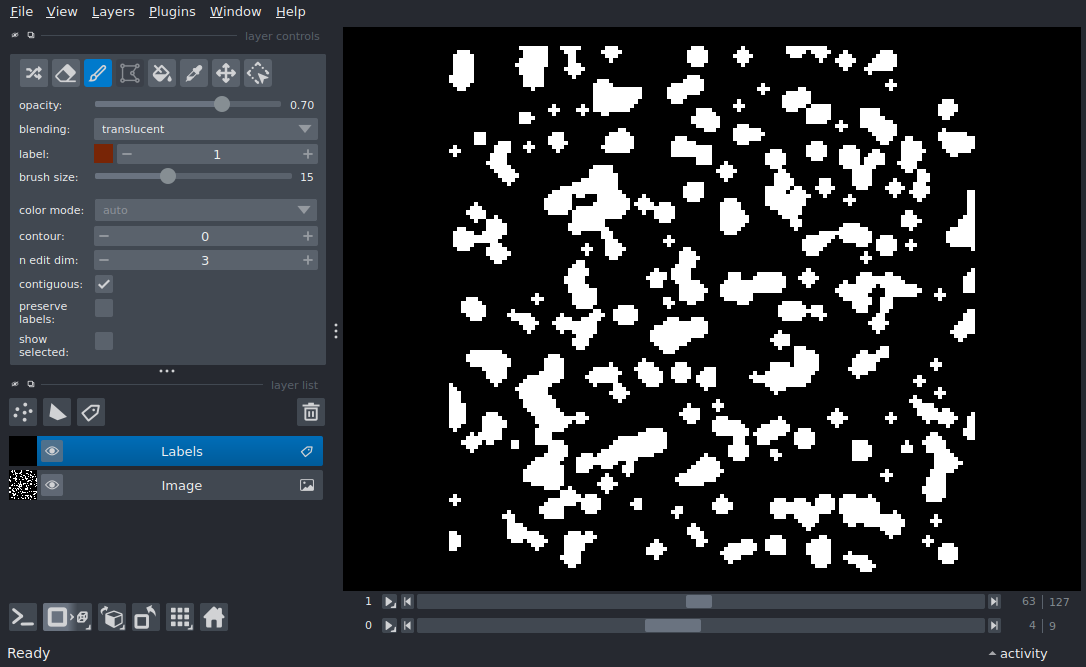 File View Layers Plugins Window Help
layer controls
opacity: 0.70
blending: translucent
label: 1
brush size: 15
color mode: auto
contour: 0
n edit dim: 3
contiguous:
preserve
labels:
show
selected:
layer list
Labels
Image
1 63 127
0 4 9
Ready
activity